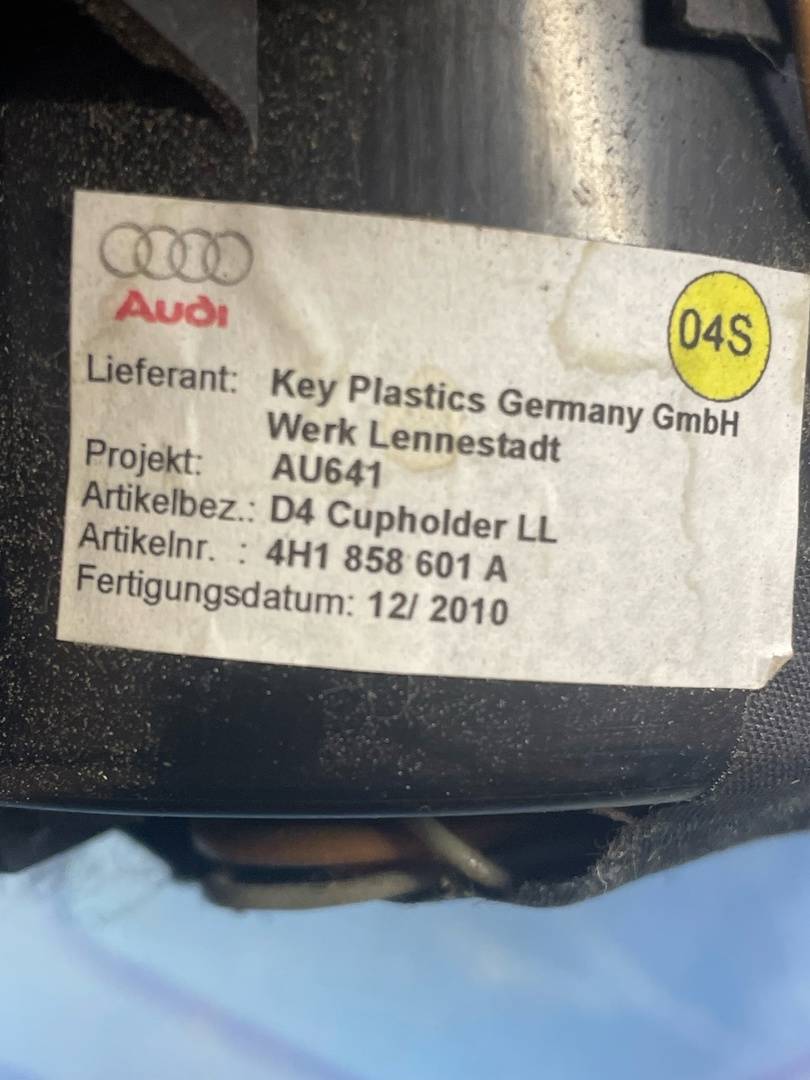 Audi
04S
Lieferant: Key Plastics Germany GmbH
Werk Lennestadt
Projekt: AU641
Artikelbez.: D4 Cupholder LL
Artikelnr. : 4H1 858 601 A
Fertigungsdatum: 12/ 2010